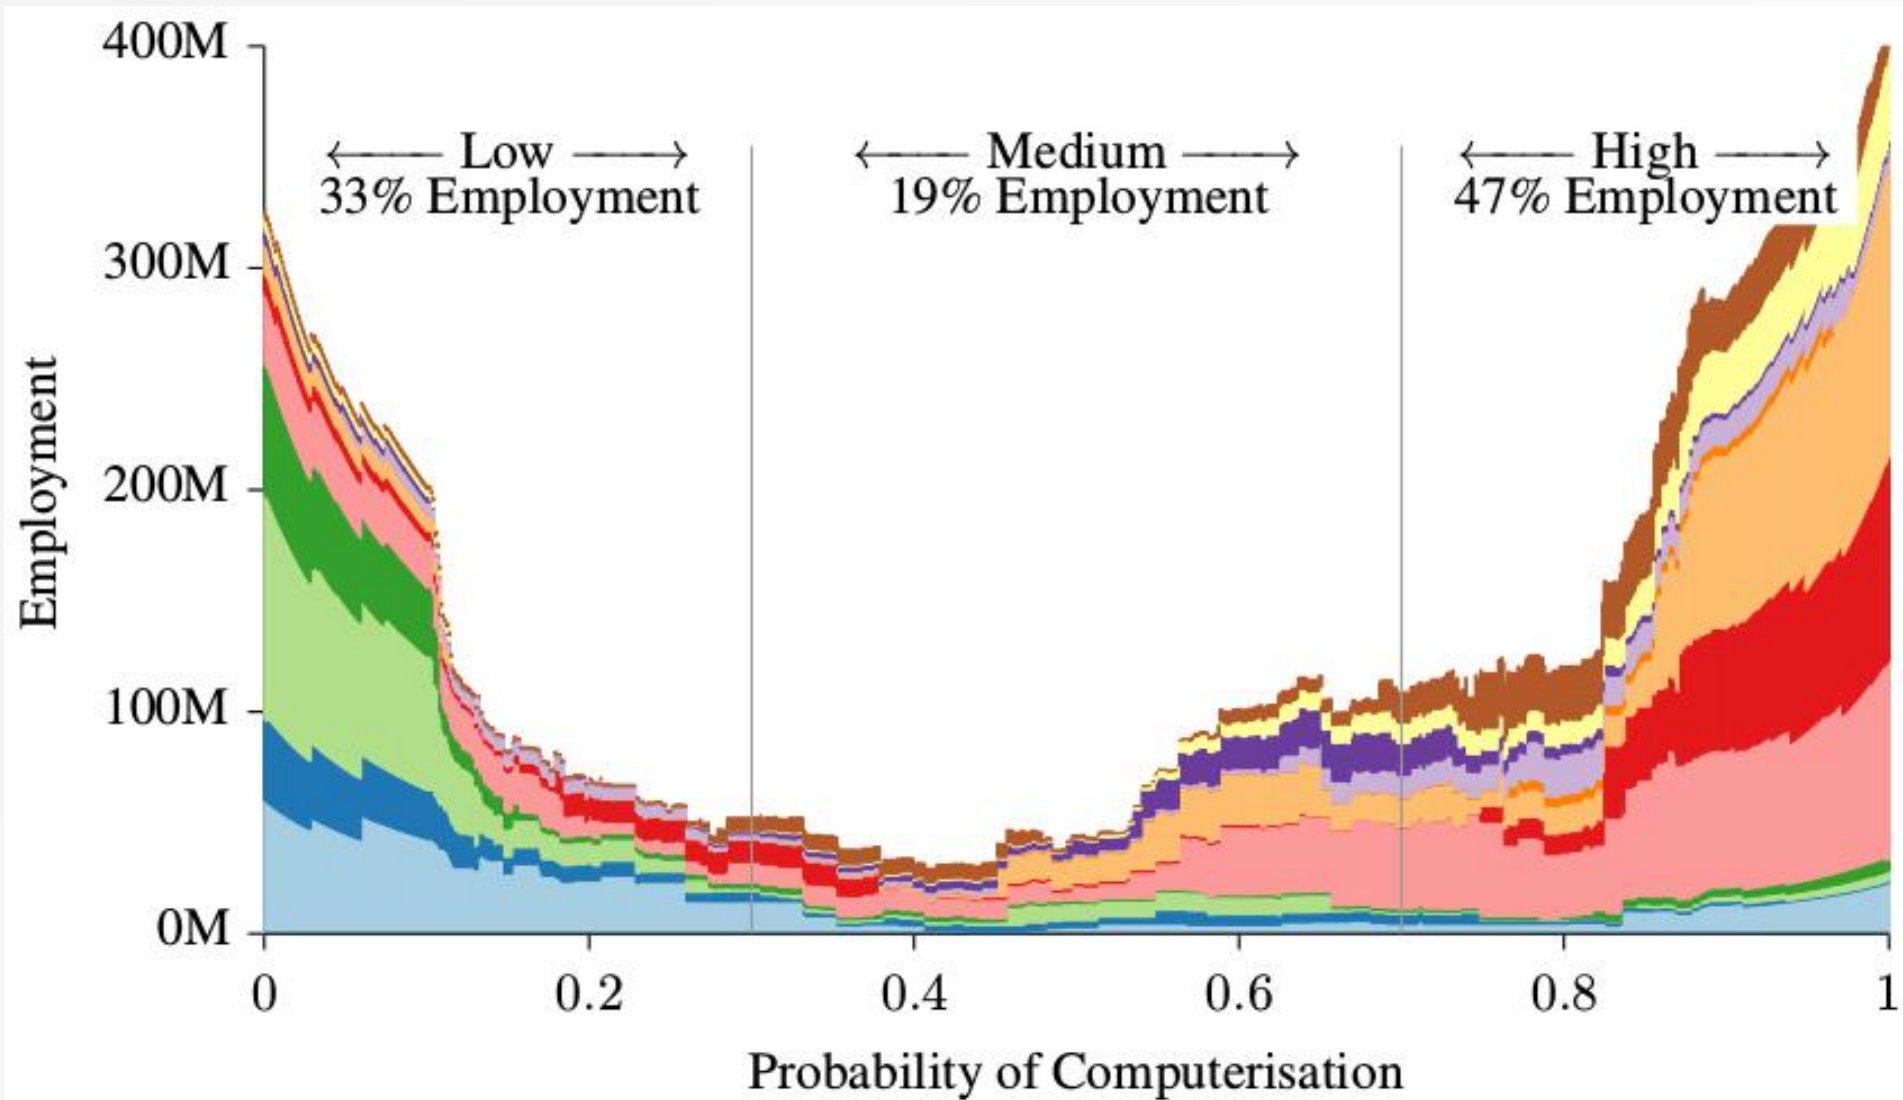 400M
300M
200M
100M
0M
Employment
←— Low —→
33% Employment
←— Medium —→
19% Employment
←— High —→
47% Employment
0 0.2 0.4 0.6 0.8 1
Probability of Computerisation